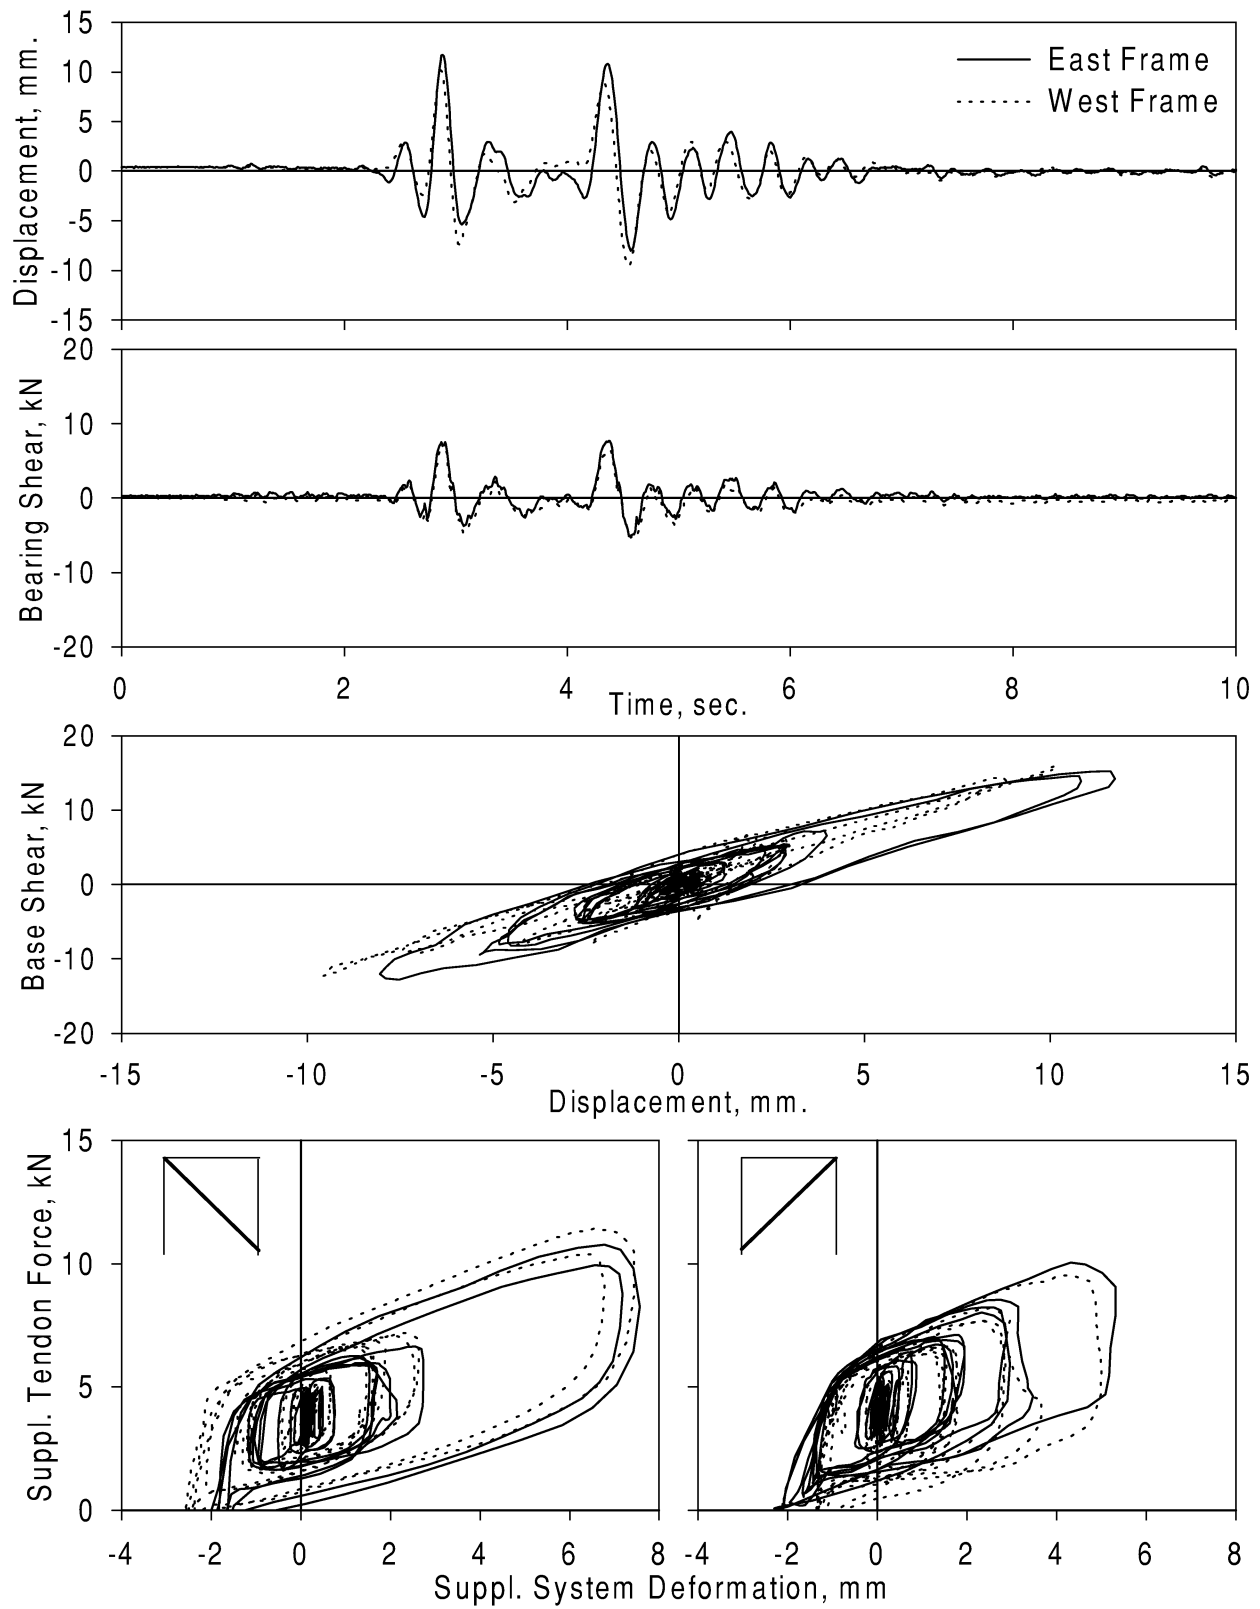 15
10
5
0
-5
-10
-15
Displacement, mm.
East Frame
West Frame
20
10
0
-10
-20
Bearing Shear, kN
0 2 4 6 8 10
Time, sec.
20
10
0
-10
-20
Base Shear, kN
-15 -10 -5 0 5 10 15
Displacement, mm.
15
10
5
0
Suppl. Tendon Force, kN
-4 -2 0 2 4 6 8 -4 -2 0 2 4 6 8
Suppl. System Deformation, mm